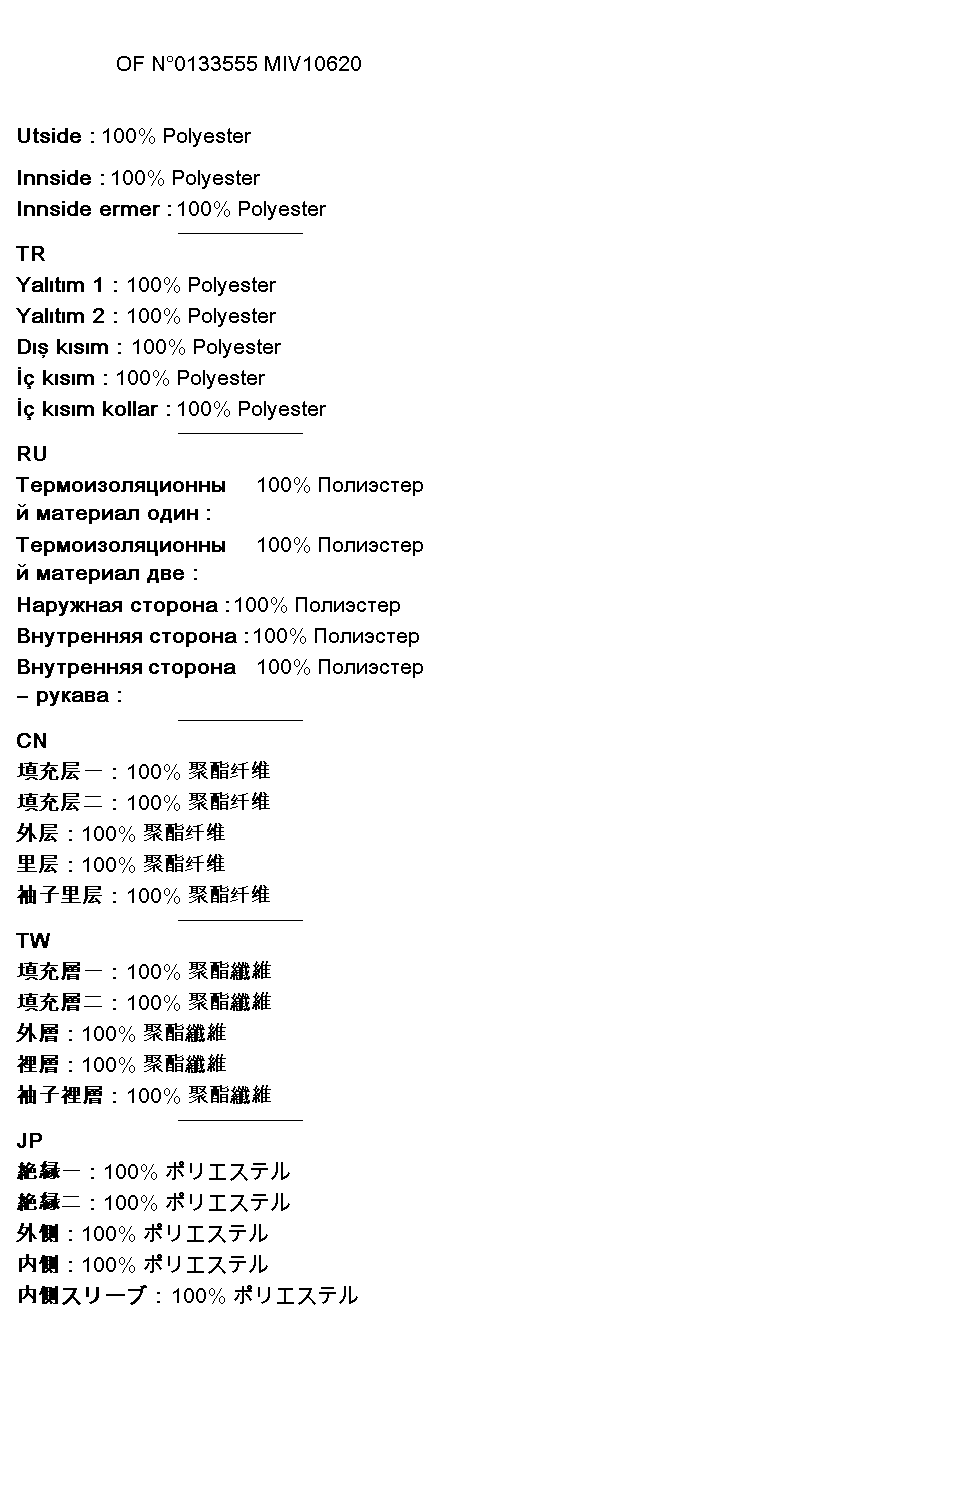 OF N°0133555 MIV10620
Utside : 100% Polyester
Innside : 100% Polyester
Innside ermer : 100% Polyester
TR
Yalıtım 1 : 100% Polyester
Yalıtım 2 : 100% Polyester
Dış kısım : 100% Polyester
İç kısım : 100% Polyester
İç kısım kollar : 100% Polyester
RU
Термоизоляционны 100% Полиэстер
й материал один :
Термоизоляционны 100% Полиэстер
й материал две :
Наружная сторона : 100% Полиэстер
Внутренняя сторона : 100% Полиэстер
Внутренняя сторона 100% Полиэстер
– рукава :
CN
填充层一 : 100% 聚酯纤维
填充层二 : 100% 聚酯纤维
外层 : 100% 聚酯纤维
里层 : 100% 聚酯纤维
袖子里层 : 100% 聚酯纤维
TW
填充層一 : 100% 聚酯纖維
填充層二 : 100% 聚酯纖維
外層 : 100% 聚酯纖維
裡層 : 100% 聚酯纖維
袖子裡層 : 100% 聚酯纖維
JP
絶縁一 : 100% ポリエステル
絶縁二 : 100% ポリエステル
外側 : 100% ポリエステル
内側 : 100% ポリエステル
内側スリーブ : 100% ポリエステル